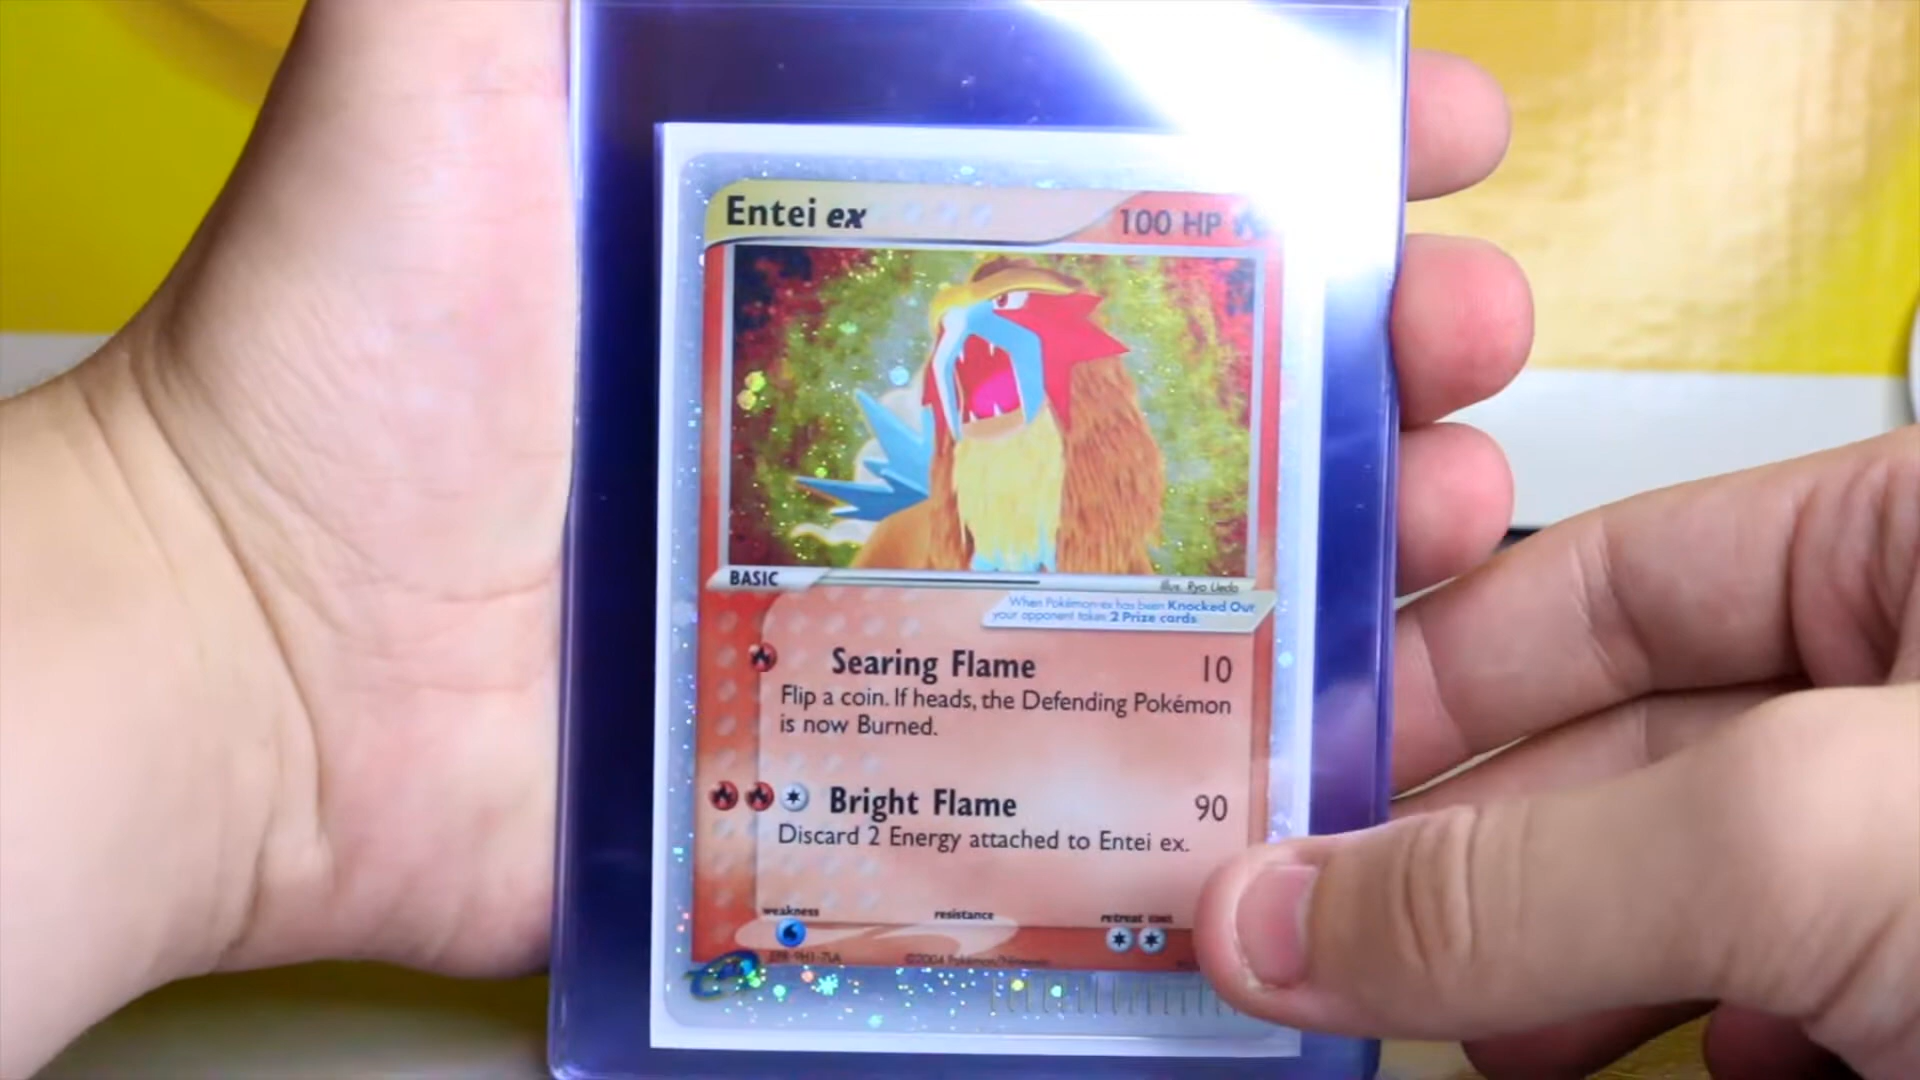 Entei ex 100 HP
BASIC
Illus. Ryo Ueda
When Pokémon-ex has been Knocked Out
your opponent takes 2 Prize cards
Searing Flame 10
Flip a coin. If heads, the Defending Pokémon
is now Burned.
Bright Flame 90
Discard 2 Energy attached to Entei ex.
weakness resistance retreat cost
©2004 Pokémon/Nintendo